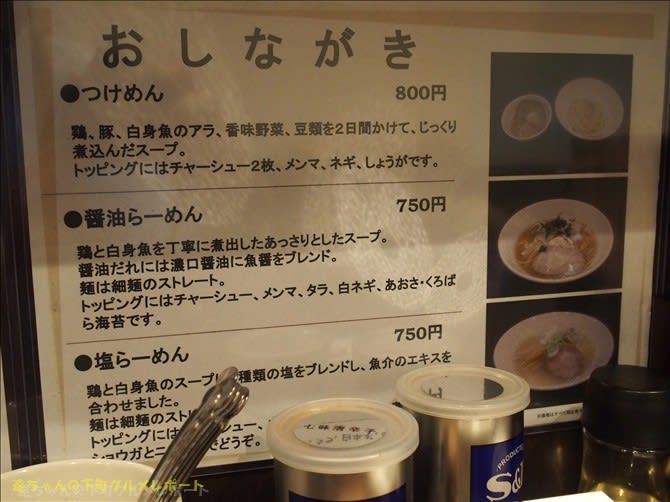 おしながき
●つけめん 800円
鶏、豚、白身魚のアラ、香味野菜、豆類を2日間かけて、じっくり
煮込んだスープ。
トッピングにはチャーシュー2枚、メンマ、ネギ、しょうがです。
●醤油らーめん 750円
鶏と白身魚を丁寧に煮出したあっさりとしたスープ。
醤油だれには濃口醤油に魚醤をブレンド。
麺は細麺のストレート。
トッピングにはチャーシュー、メンマ、タラ、白ネギ、あおさ・くろば
ら海苔です。
●塩らーめん 750円
鶏と白身魚のスープに 種類の塩をブレンドし、魚介のエキスを
合わせました。
麺は細麺のスト
トッピングに
ショウガとニ でどうぞ。
七味唐辛子
S&B